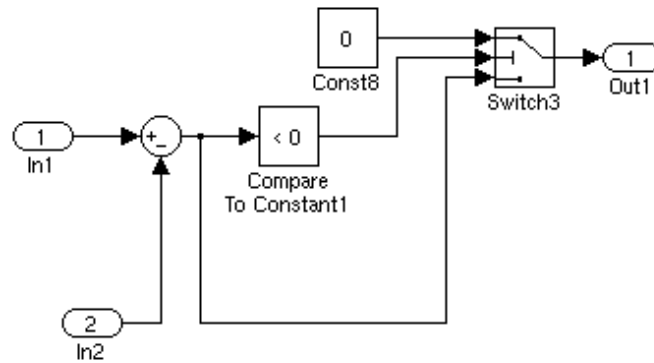 0
Const8
Switch3
1
Out1
1
In1
+
−
< 0
Compare
To Constant1
2
In2